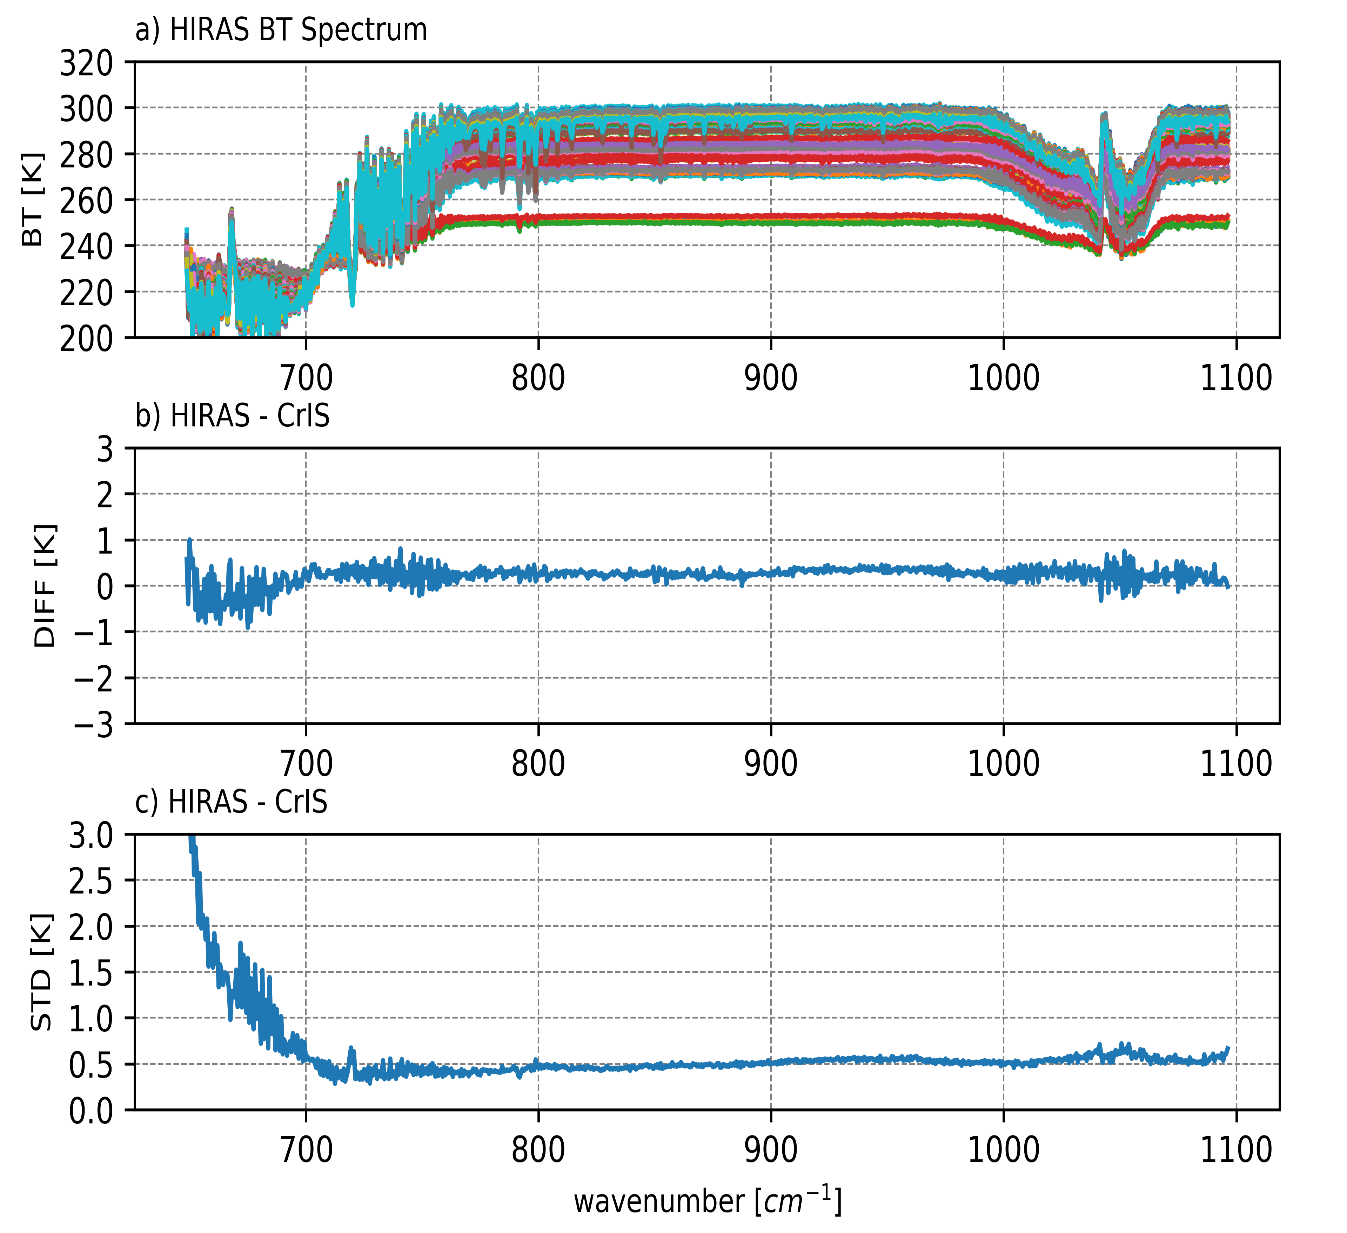 a) HIRAS BT Spectrum
320
300
280
260
240
220
200
BT [K]
700 800 900 1000 1100
b) HIRAS - CrIS
3
2
1
0
−1
−2
−3
DIFF [K]
700 800 900 1000 1100
c) HIRAS - CrIS
3.0
2.5
2.0
1.5
1.0
0.5
0.0
STD [K]
700 800 900 1000 1100
wavenumber [cm⁻¹]